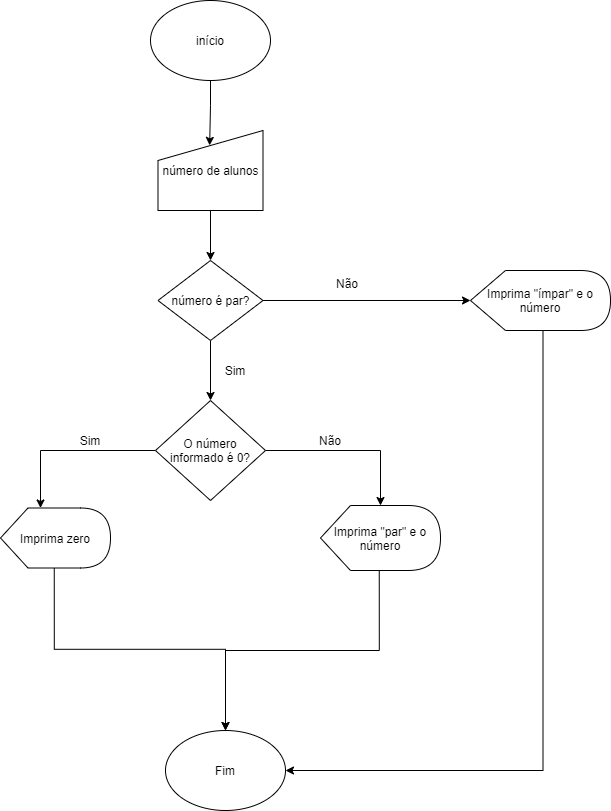 início
número de alunos
número é par?
Não
Imprima "ímpar" e o
número
Sim
O número
informado é 0?
Sim
Não
Imprima zero
Imprima "par" e o
número
Fim